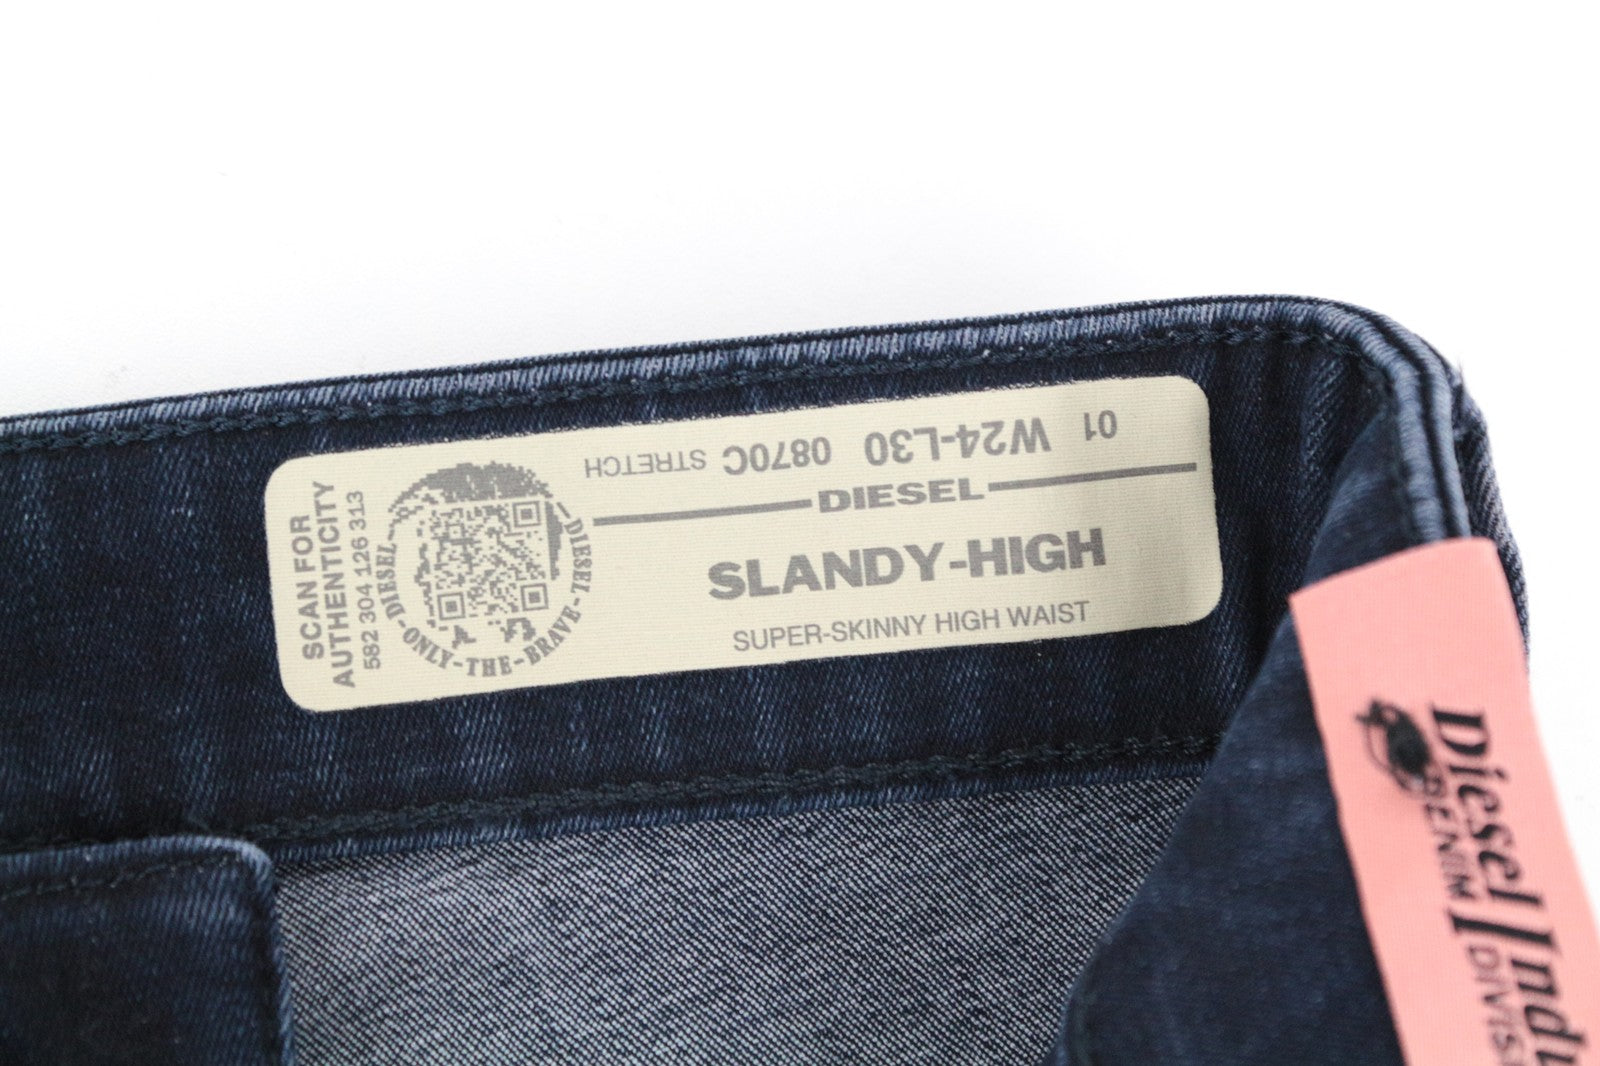 SCAN FOR
AUTHENTICITY
582 304 126 313
DIESEL-ONLY-THE-BRAVE-DIESEL
01 W24-L30 0870C STRETCH
DIESEL
SLANDY-HIGH
SUPER-SKINNY HIGH WAIST
Diesel Indu
DENIM DIVIS